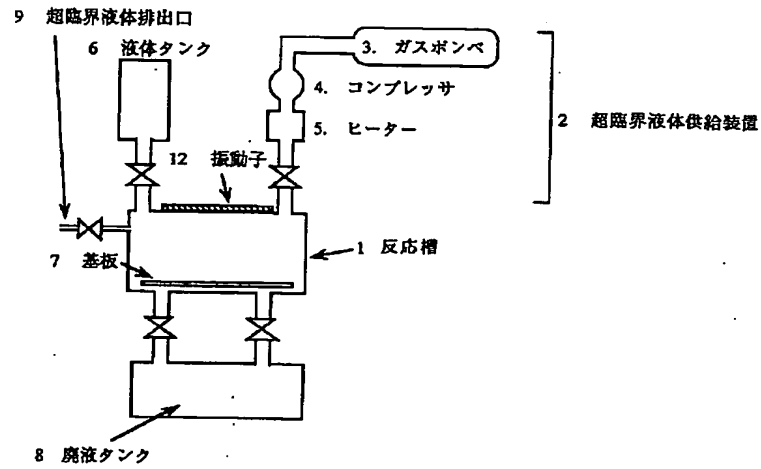 9 超臨界液体排出口
6 液体タンク
3. ガスボンベ
4. コンプレッサ
5. ヒーター
2 超臨界液体供給装置
12 振動子
7 基板
1 反応槽
8 廃液タンク